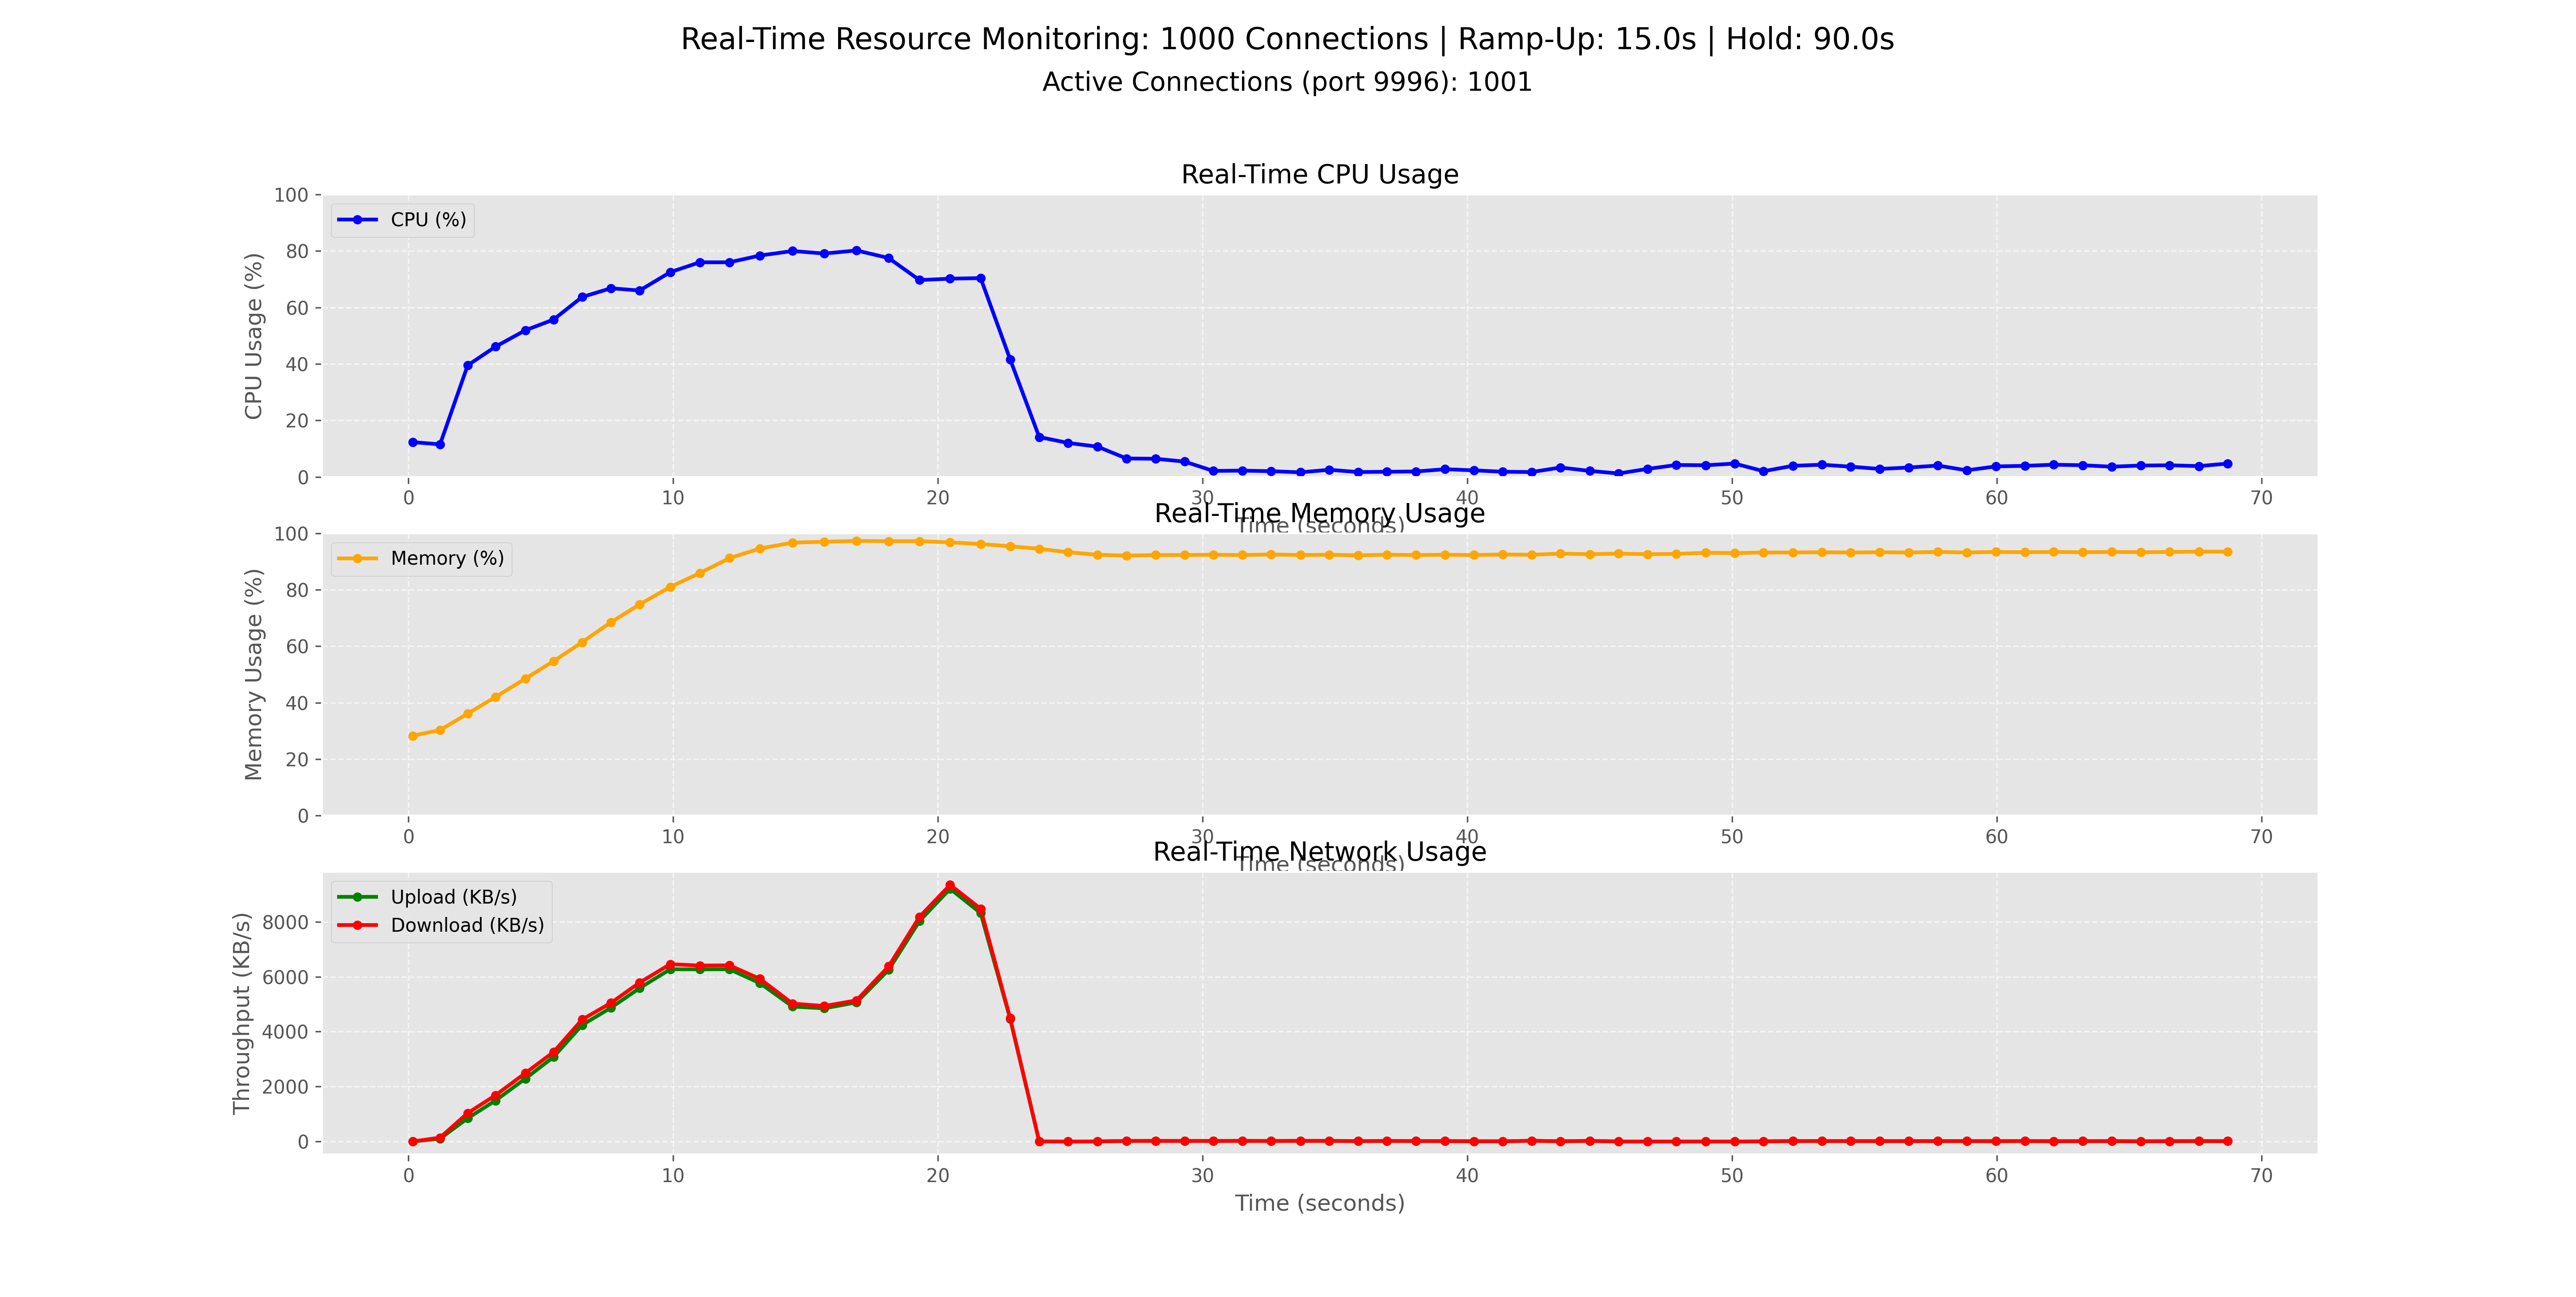 Real-Time Resource Monitoring: 1000 Connections | Ramp-Up: 15.0s | Hold: 90.0s
Active Connections (port 9996): 1001
Real-Time CPU Usage
CPU (%)
CPU Usage (%)
100
80
60
40
20
0
0 10 20 30 40 50 60 70
Time (seconds)
Real-Time Memory Usage
Memory (%)
Memory Usage (%)
100
80
60
40
20
0
0 10 20 30 40 50 60 70
Time (seconds)
Real-Time Network Usage
Upload (KB/s)
Download (KB/s)
Throughput (KB/s)
8000
6000
4000
2000
0
0 10 20 30 40 50 60 70
Time (seconds)